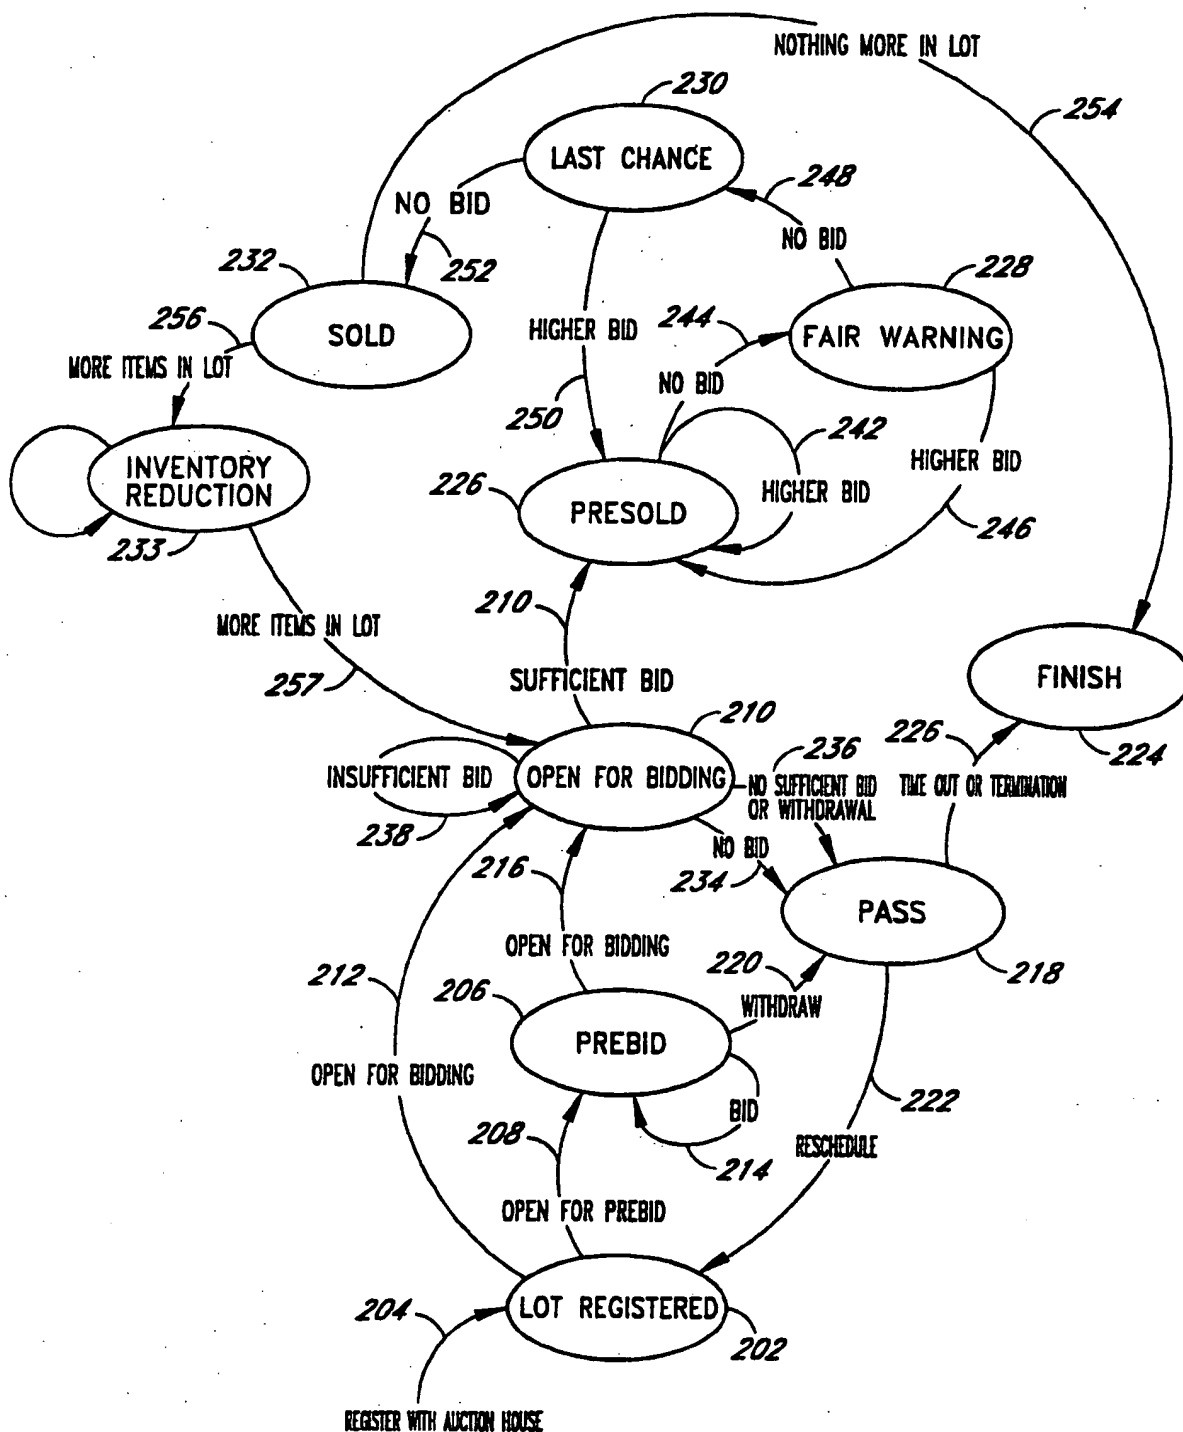 NOTHING MORE IN LOT
230
254
LAST CHANCE
248
NO BID
NO BID
252
232
228
SOLD
256
244
FAIR WARNING
HIGHER BID
MORE ITEMS IN LOT
NO BID
250
242
INVENTORY
REDUCTION
226
HIGHER BID
HIGHER BID
PRESOLD
246
233
210
MORE ITEMS IN LOT
SUFFICIENT BID
257
FINISH
210
226
224
236
INSUFFICIENT BID
OPEN FOR BIDDING
NO SUFFICIENT BID
OR WITHDRAWAL
TIME OUT OR TERMINATION
238
NO BID
216
234
PASS
OPEN FOR BIDDING
212
206
220
218
WITHDRAW
PREBID
OPEN FOR BIDDING
BID
222
208
214
RESCHEDULE
OPEN FOR PREBID
204
LOT REGISTERED
202
REGISTER WITH AUCTION HOUSE